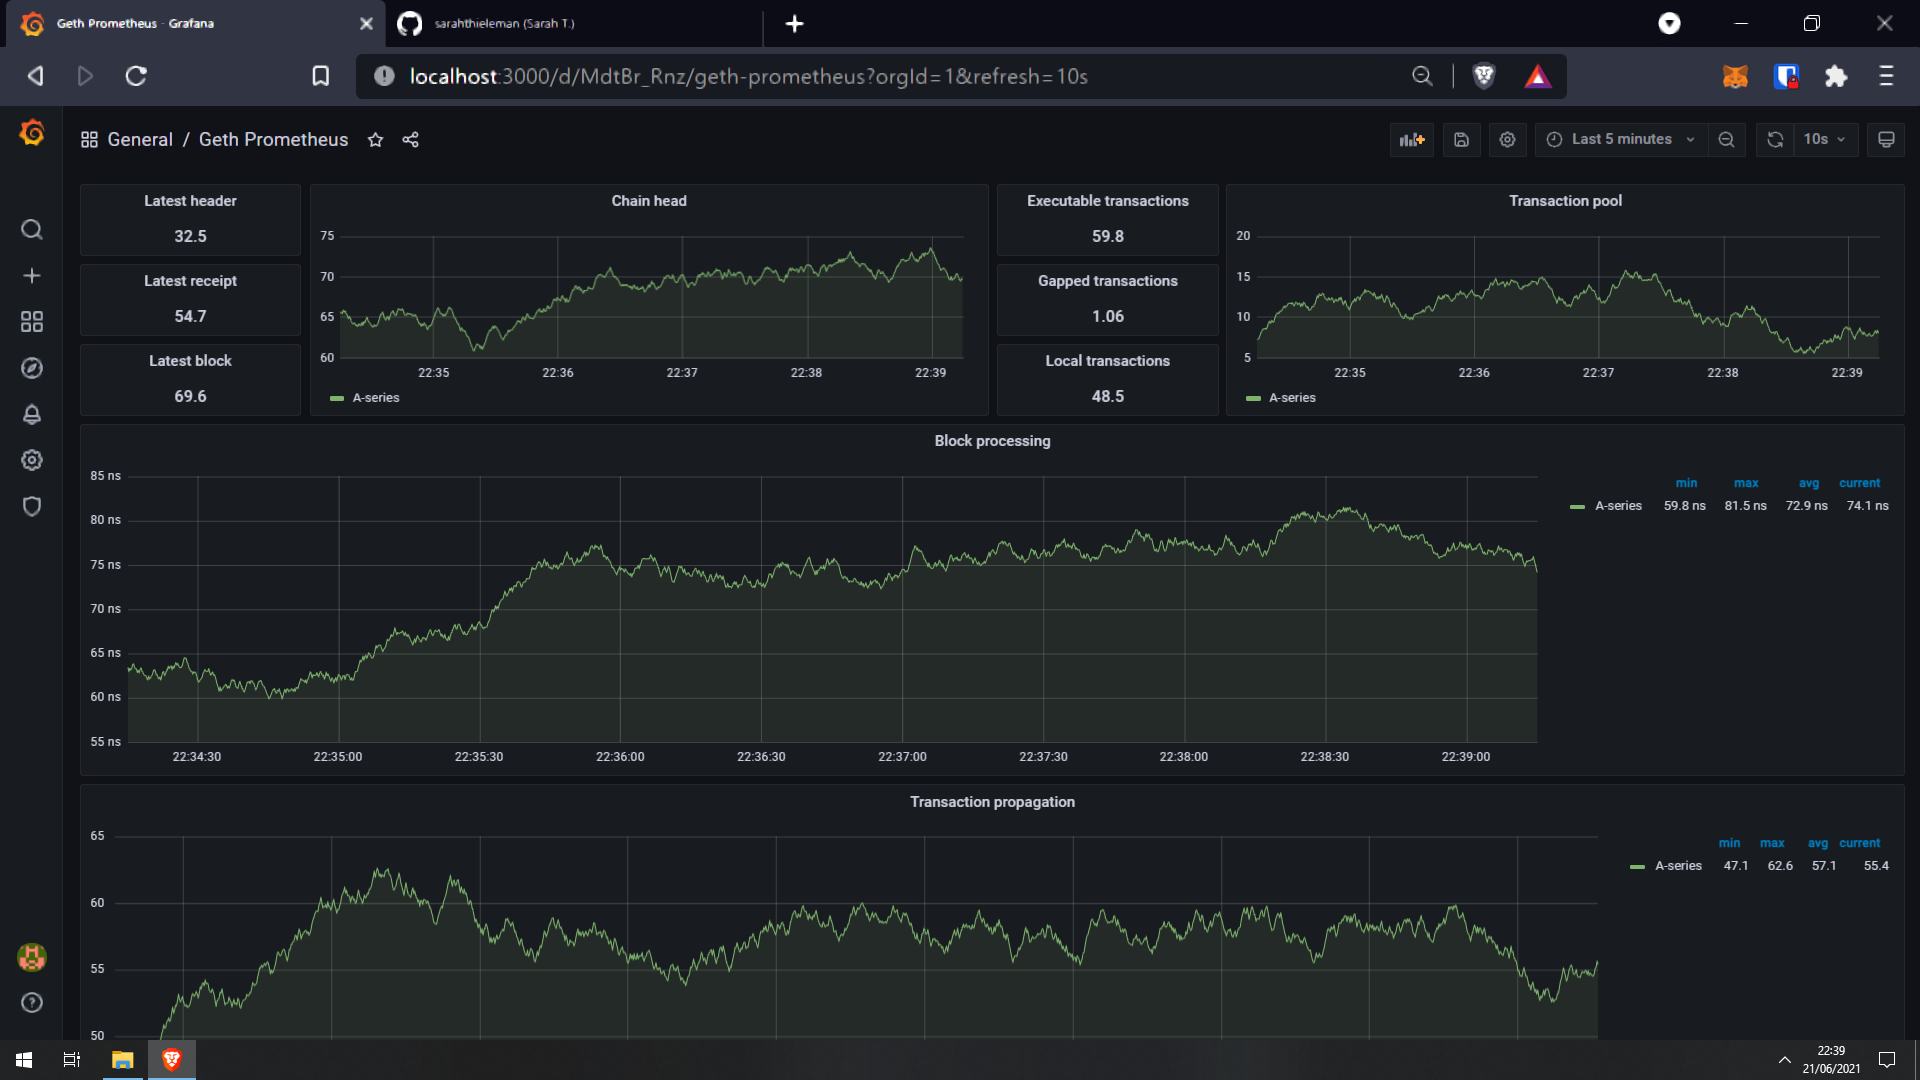 Geth Prometheus - Grafana
sarahthieleman (Sarah T.)
localhost:3000/d/MdtBr_Rnz/geth-prometheus?orgId=1&refresh=10s
General / Geth Prometheus
Last 5 minutes
10s
Latest header
32.5
Latest receipt
54.7
Latest block
69.6
Chain head
75
70
65
60
22:35 22:36 22:37 22:38 22:39
A-series
Executable transactions
59.8
Gapped transactions
1.06
Local transactions
48.5
Transaction pool
20
15
10
5
22:35 22:36 22:37 22:38 22:39
A-series
Block processing
85 ns
80 ns
75 ns
70 ns
65 ns
60 ns
55 ns
22:34:30 22:35:00 22:35:30 22:36:00 22:36:30 22:37:00 22:37:30 22:38:00 22:38:30 22:39:00
min max avg current
A-series 59.8 ns 81.5 ns 72.9 ns 74.1 ns
Transaction propagation
65
60
55
50
min max avg current
A-series 47.1 62.6 57.1 55.4
22:39
21/06/2021